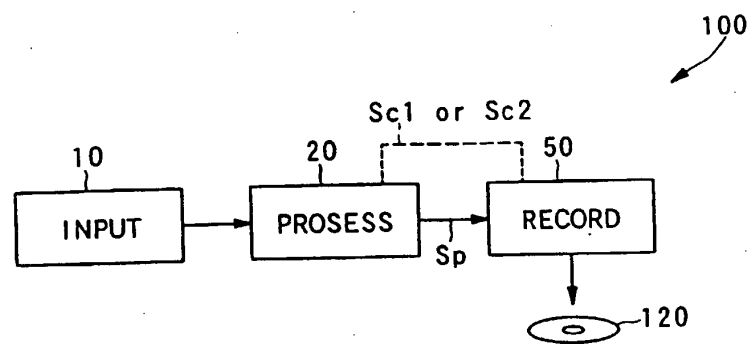 100
Sc1 or Sc2
10
20
50
INPUT
PROSESS
RECORD
Sp
120